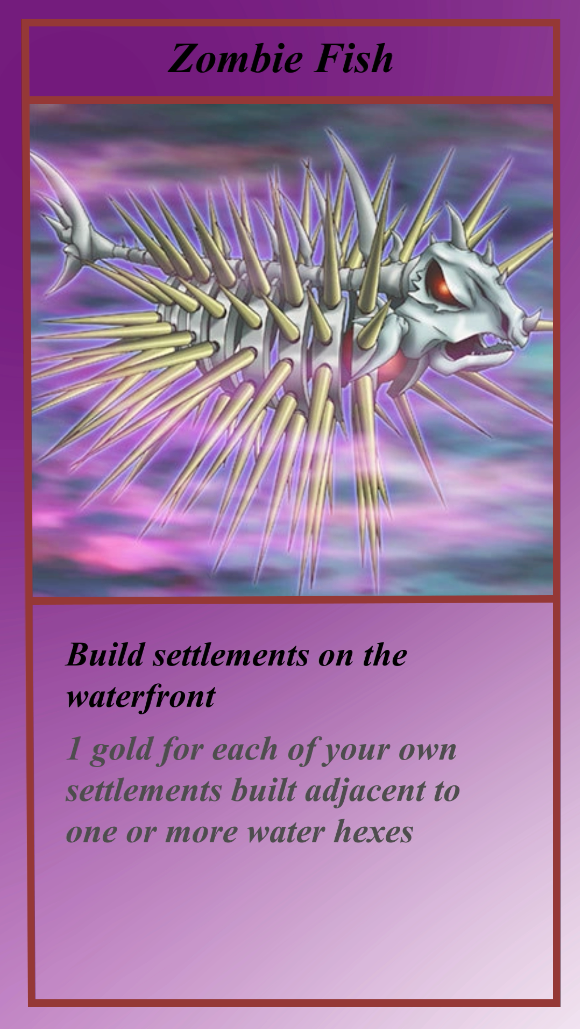 Zombie Fish
Build settlements on the
waterfront
1 gold for each of your own
settlements built adjacent to
one or more water hexes